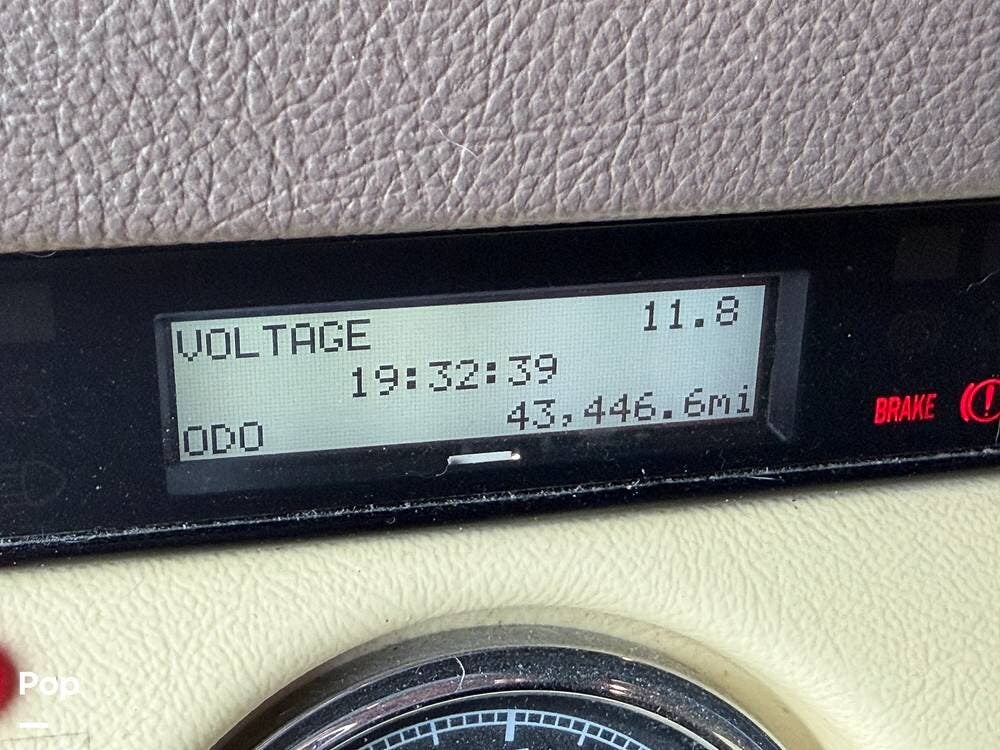 VOLTAGE 11.8
19:32:39
ODO 43,446.6mi
BRAKE
Pop